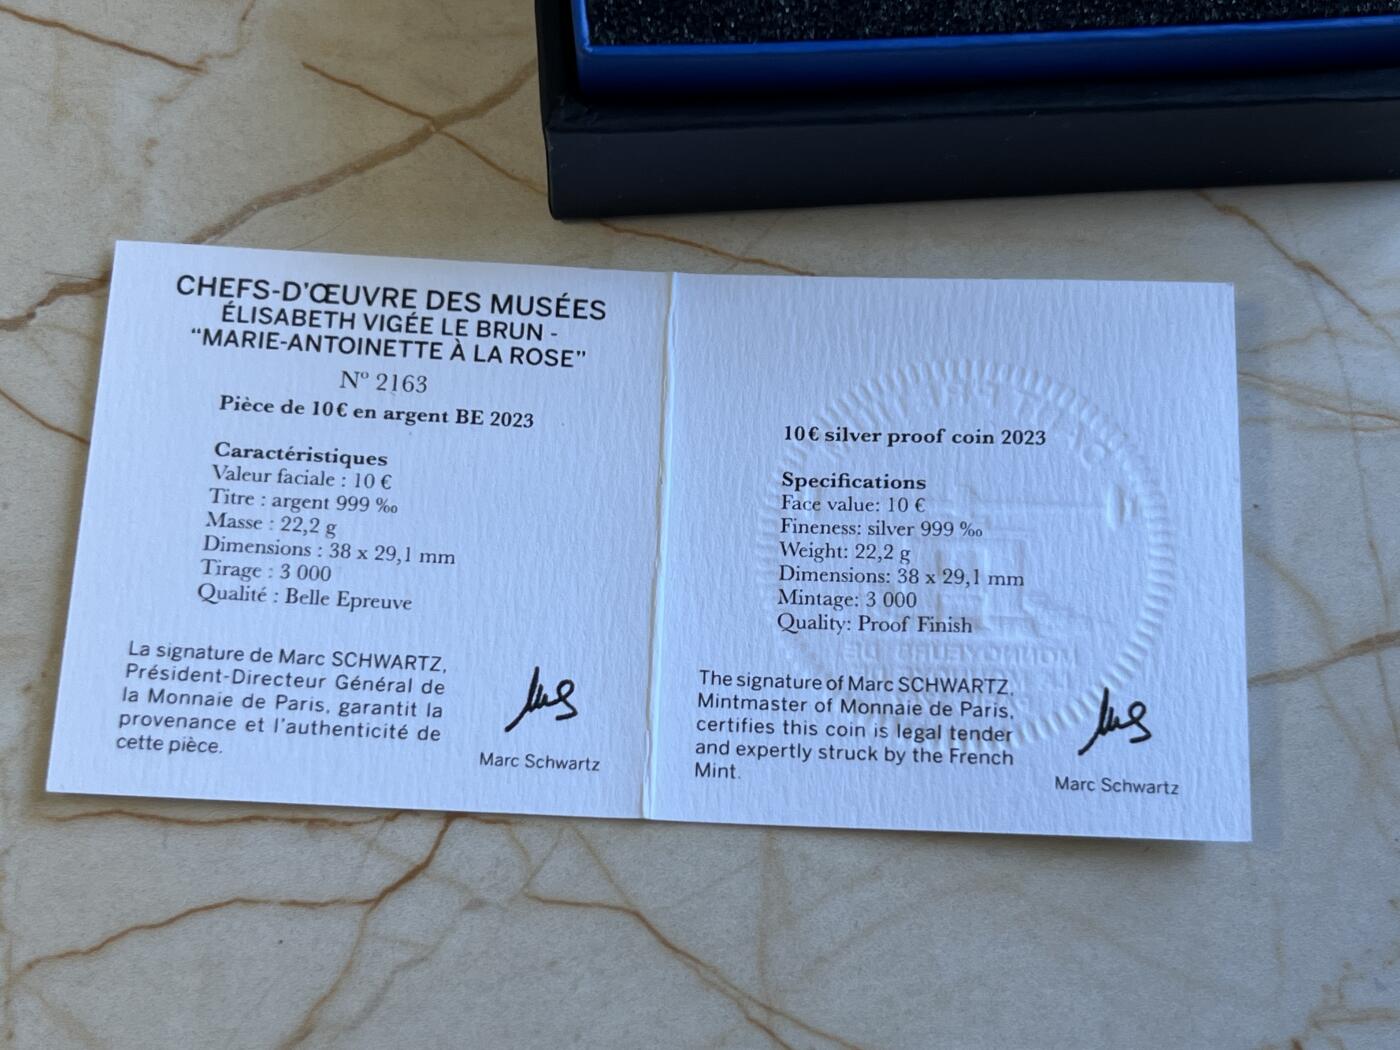 CHEFS-D'ŒUVRE DES MUSÉES
ÉLISABETH VIGÉE LE BRUN -
“MARIE-ANTOINETTE À LA ROSE”
Nº 2163
Pièce de 10€ en argent BE 2023
Caractéristiques
Valeur faciale : 10 €
Titre : argent 999 ‰
Masse : 22,2 g
Dimensions : 38 x 29,1 mm
Tirage : 3 000
Qualité : Belle Epreuve
La signature de Marc SCHWARTZ,
Président-Directeur Général de
la Monnaie de Paris, garantit la
provenance et l'authenticité de
cette pièce.
Marc Schwartz
10€ silver proof coin 2023
Specifications
Face value: 10 €
Fineness: silver 999 ‰
Weight: 22,2 g
Dimensions: 38 x 29,1 mm
Mintage: 3 000
Quality: Proof Finish
The signature of Marc SCHWARTZ,
Mintmaster of Monnaie de Paris,
certifies this coin is legal tender
and expertly struck by the French
Mint.
Marc Schwartz